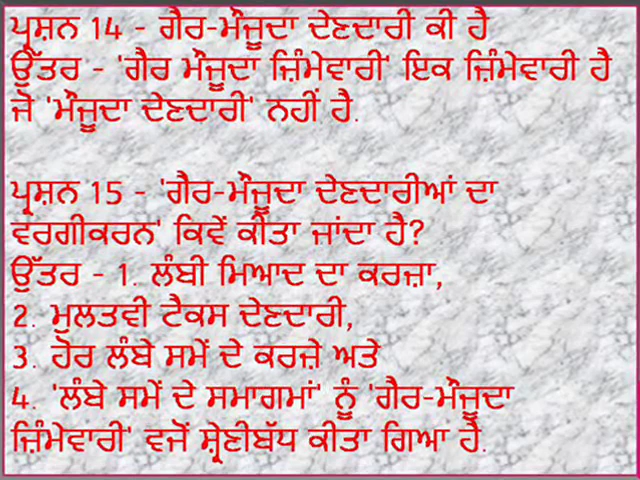 ਪ੍ਰਸ਼ਨ 14 - ਗੈਰ-ਮੌਜੂਦਾ ਦੇਣਦਾਰੀ ਕੀ ਹੈ
ਉੱਤਰ - 'ਗੈਰ ਮੌਜੂਦਾ ਜ਼ਿੰਮੇਵਾਰੀ' ਇਕ ਜ਼ਿੰਮੇਵਾਰੀ ਹੈ
ਜੋ 'ਮੌਜੂਦਾ ਦੇਣਦਾਰੀ' ਨਹੀਂ ਹੈ.
ਪ੍ਰਸ਼ਨ 15 - 'ਗੈਰ-ਮੌਜੂਦਾ ਦੇਣਦਾਰੀਆਂ ਦਾ
ਵਰਗੀਕਰਨ' ਕਿਵੇਂ ਕੀਤਾ ਜਾਂਦਾ ਹੈ?
ਉੱਤਰ - 1. ਲੰਬੀ ਮਿਆਦ ਦਾ ਕਰਜ਼ਾ,
2. ਮੁਲਤਵੀ ਟੈਕਸ ਦੇਣਦਾਰੀ,
3. ਹੋਰ ਲੰਬੇ ਸਮੇਂ ਦੇ ਕਰਜ਼ੇ ਅਤੇ
4. 'ਲੰਬੇ ਸਮੇਂ ਦੇ ਸਮਾਗਮਾਂ' ਨੂੰ 'ਗੈਰ-ਮੌਜੂਦਾ
ਜ਼ਿੰਮੇਵਾਰੀ' ਵਜੋਂ ਸ਼੍ਰੇਣੀਬੱਧ ਕੀਤਾ ਗਿਆ ਹੈ.